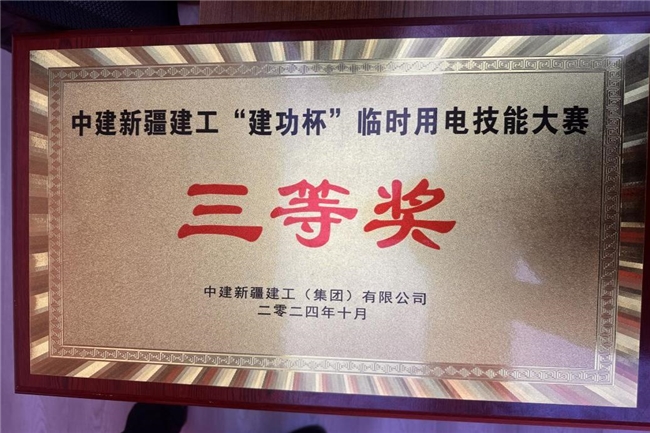 中建新疆建工“建功杯”临时用电技能大赛
三等奖
中建新疆建工（集团）有限公司
二零二四年十月